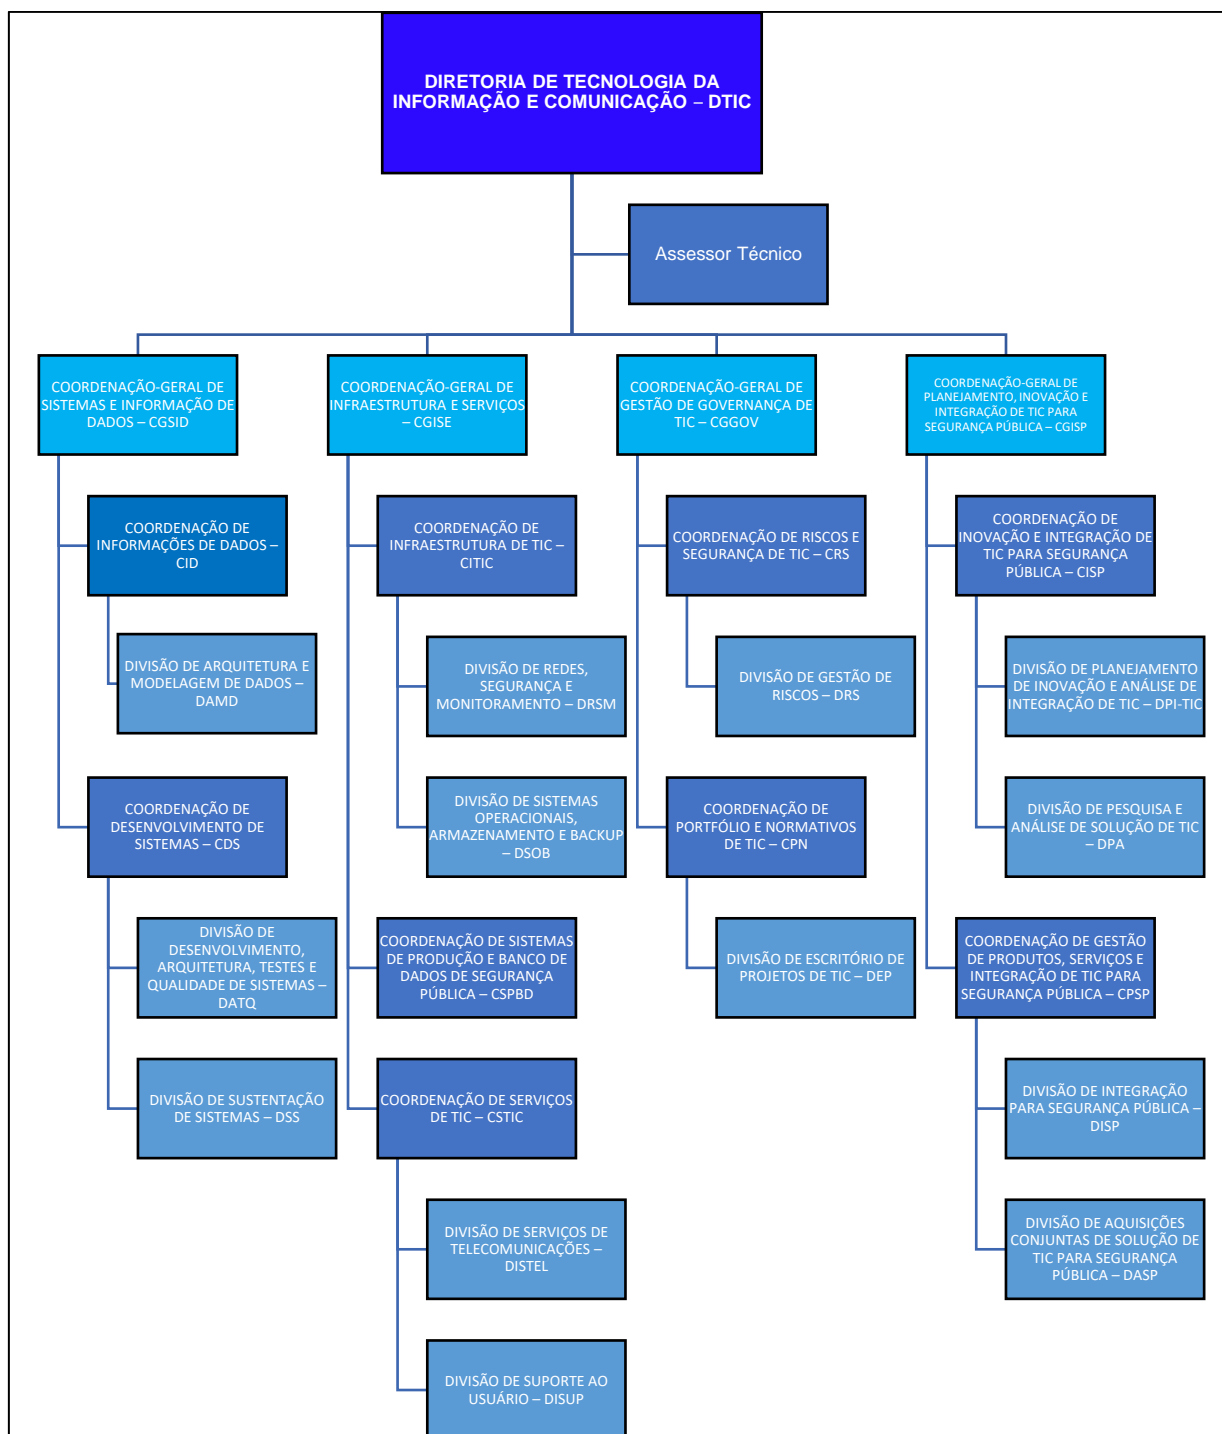 DIRETORIA DE TECNOLOGIA DA
INFORMAÇÃO E COMUNICAÇÃO – DTIC
Assessor Técnico
COORDENAÇÃO-GERAL DE
SISTEMAS E INFORMAÇÃO DE
DADOS – CGSID
COORDENAÇÃO DE
INFORMAÇÕES DE DADOS –
CID
DIVISÃO DE ARQUITETURA E
MODELAGEM DE DADOS –
DAMD
COORDENAÇÃO DE
DESENVOLVIMENTO DE
SISTEMAS – CDS
DIVISÃO DE
DESENVOLVIMENTO,
ARQUITETURA, TESTES E
QUALIDADE DE SISTEMAS –
DATQ
DIVISÃO DE SUSTENTAÇÃO
DE SISTEMAS – DSS
COORDENAÇÃO-GERAL DE
INFRAESTRUTURA E SERVIÇOS
– CGISE
COORDENAÇÃO DE
INFRAESTRUTURA DE TIC –
CITIC
DIVISÃO DE REDES,
SEGURANÇA E
MONITORAMENTO – DRSM
DIVISÃO DE SISTEMAS
OPERACIONAIS,
ARMAZENAMENTO E BACKUP
– DSOB
COORDENAÇÃO DE SISTEMAS
DE PRODUÇÃO E BANCO DE
DADOS DE SEGURANÇA
PÚBLICA – CSPBD
COORDENAÇÃO DE SERVIÇOS
DE TIC – CSTIC
DIVISÃO DE SERVIÇOS DE
TELECOMUNICAÇÕES –
DISTEL
DIVISÃO DE SUPORTE AO
USUÁRIO – DISUP
COORDENAÇÃO-GERAL DE
GESTÃO DE GOVERNANÇA DE
TIC – CGGOV
COORDENAÇÃO DE RISCOS E
SEGURANÇA DE TIC – CRS
DIVISÃO DE GESTÃO DE
RISCOS – DRS
COORDENAÇÃO DE
PORTFÓLIO E NORMATIVOS
DE TIC – CPN
DIVISÃO DE ESCRITÓRIO DE
PROJETOS DE TIC – DEP
COORDENAÇÃO-GERAL DE
PLANEJAMENTO, INOVAÇÃO E
INTEGRAÇÃO DE TIC PARA
SEGURANÇA PÚBLICA – CGISP
COORDENAÇÃO DE
INOVAÇÃO E INTEGRAÇÃO DE
TIC PARA SEGURANÇA
PÚBLICA – CISP
DIVISÃO DE PLANEJAMENTO
DE INOVAÇÃO E ANÁLISE DE
INTEGRAÇÃO DE TIC – DPI-TIC
DIVISÃO DE PESQUISA E
ANÁLISE DE SOLUÇÃO DE TIC
– DPA
COORDENAÇÃO DE GESTÃO
DE PRODUTOS, SERVIÇOS E
INTEGRAÇÃO DE TIC PARA
SEGURANÇA PÚBLICA – CPSP
DIVISÃO DE INTEGRAÇÃO
PARA SEGURANÇA PÚBLICA –
DISP
DIVISÃO DE AQUISIÇÕES
CONJUNTAS DE SOLUÇÃO DE
TIC PARA SEGURANÇA
PÚBLICA – DASP